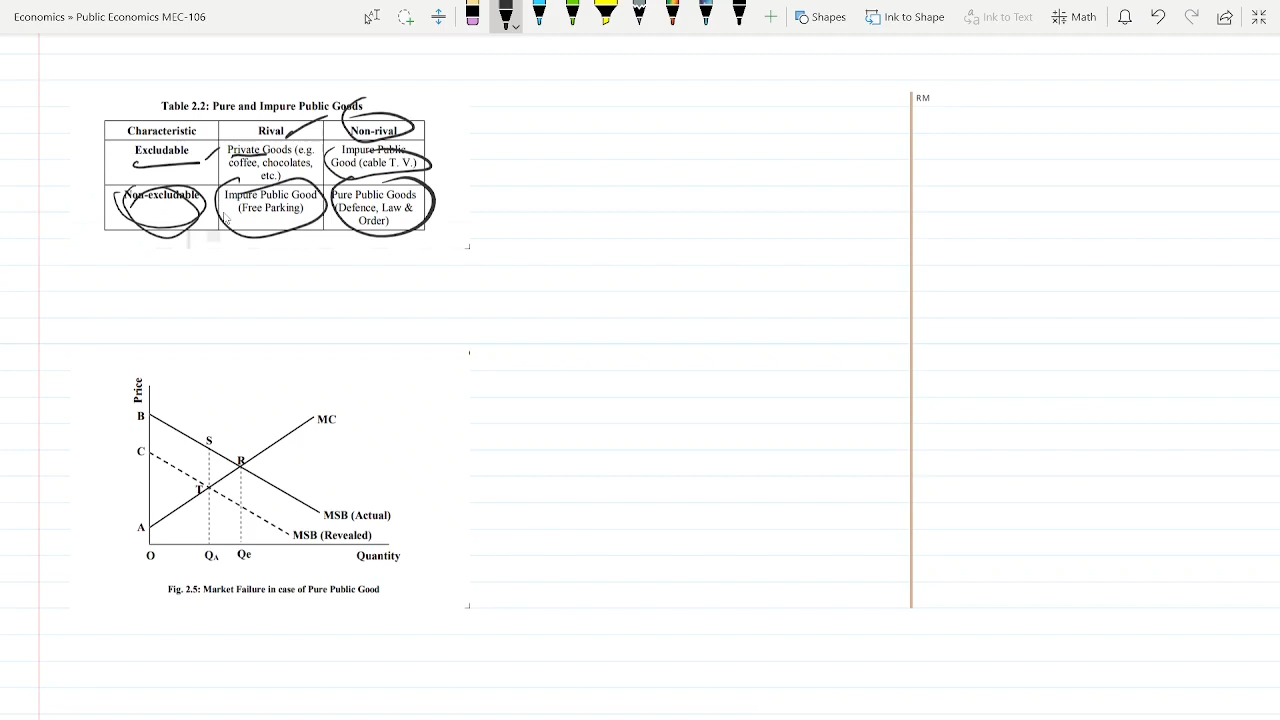 Economics » Public Economics MEC-106
Shapes
Ink to Shape
Ink to Text
Math
RM
Table 2.2: Pure and Impure Public Goods
Characteristic Rival Non-rival
Excludable Private Goods (e.g. coffee, chocolates, etc.) Impure Public Good (cable T. V.)
Non-excludable Impure Public Good (Free Parking) Pure Public Goods (Defence, Law & Order)
Price
B
S
MC
C
R
T
A
MSB (Actual)
MSB (Revealed)
O QA Qe Quantity
Fig. 2.5: Market Failure in case of Pure Public Good